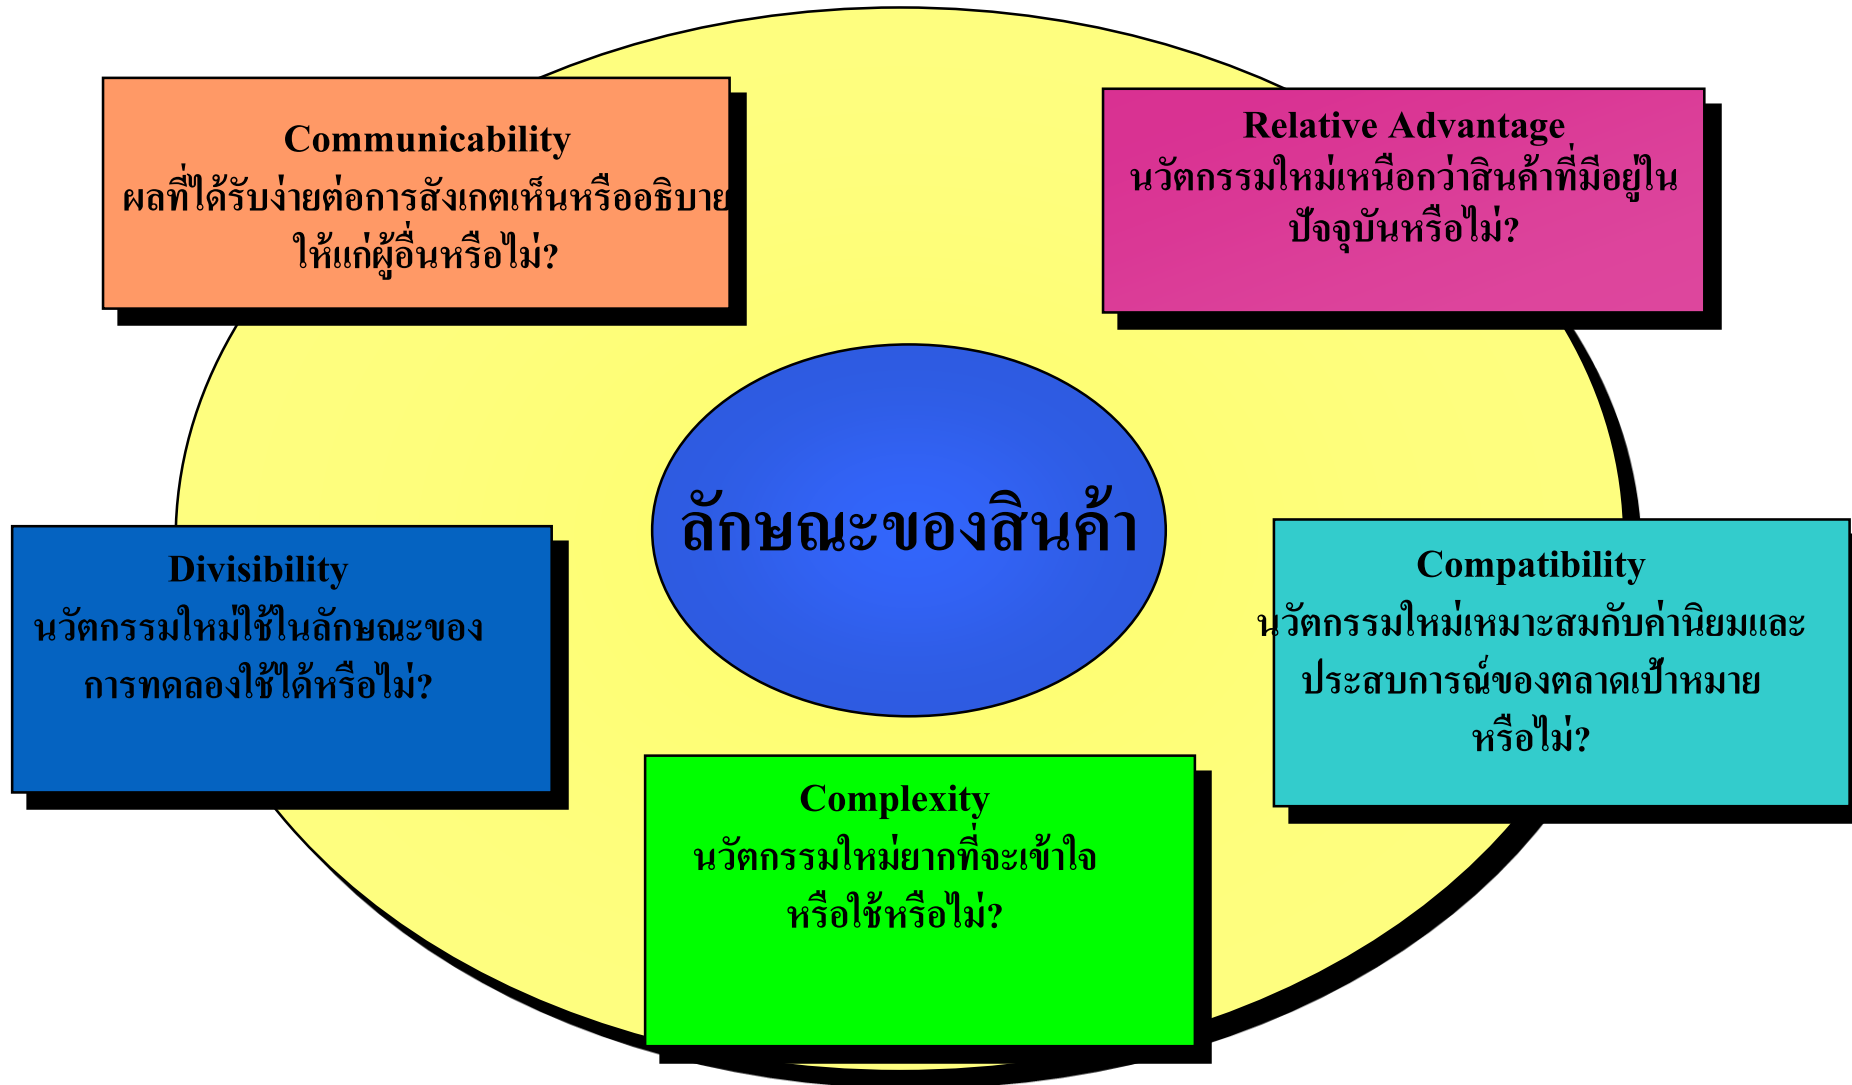 Communicability
ผลที่ได้รับง่ายต่อการสังเกตเห็นหรืออธิบาย
ให้แก่ผู้อื่นหรือไม่?
Relative Advantage
นวัตกรรมใหม่เหนือกว่าสินค้าที่มีอยู่ใน
ปัจจุบันหรือไม่?
ลักษณะของสินค้า
Divisibility
นวัตกรรมใหม่ใช้ในลักษณะของ
การทดลองใช้ได้หรือไม่?
Compatibility
นวัตกรรมใหม่เหมาะสมกับค่านิยมและ
ประสบการณ์ของตลาดเป้าหมาย
หรือไม่?
Complexity
นวัตกรรมใหม่ยากที่จะเข้าใจ
หรือใช้หรือไม่?